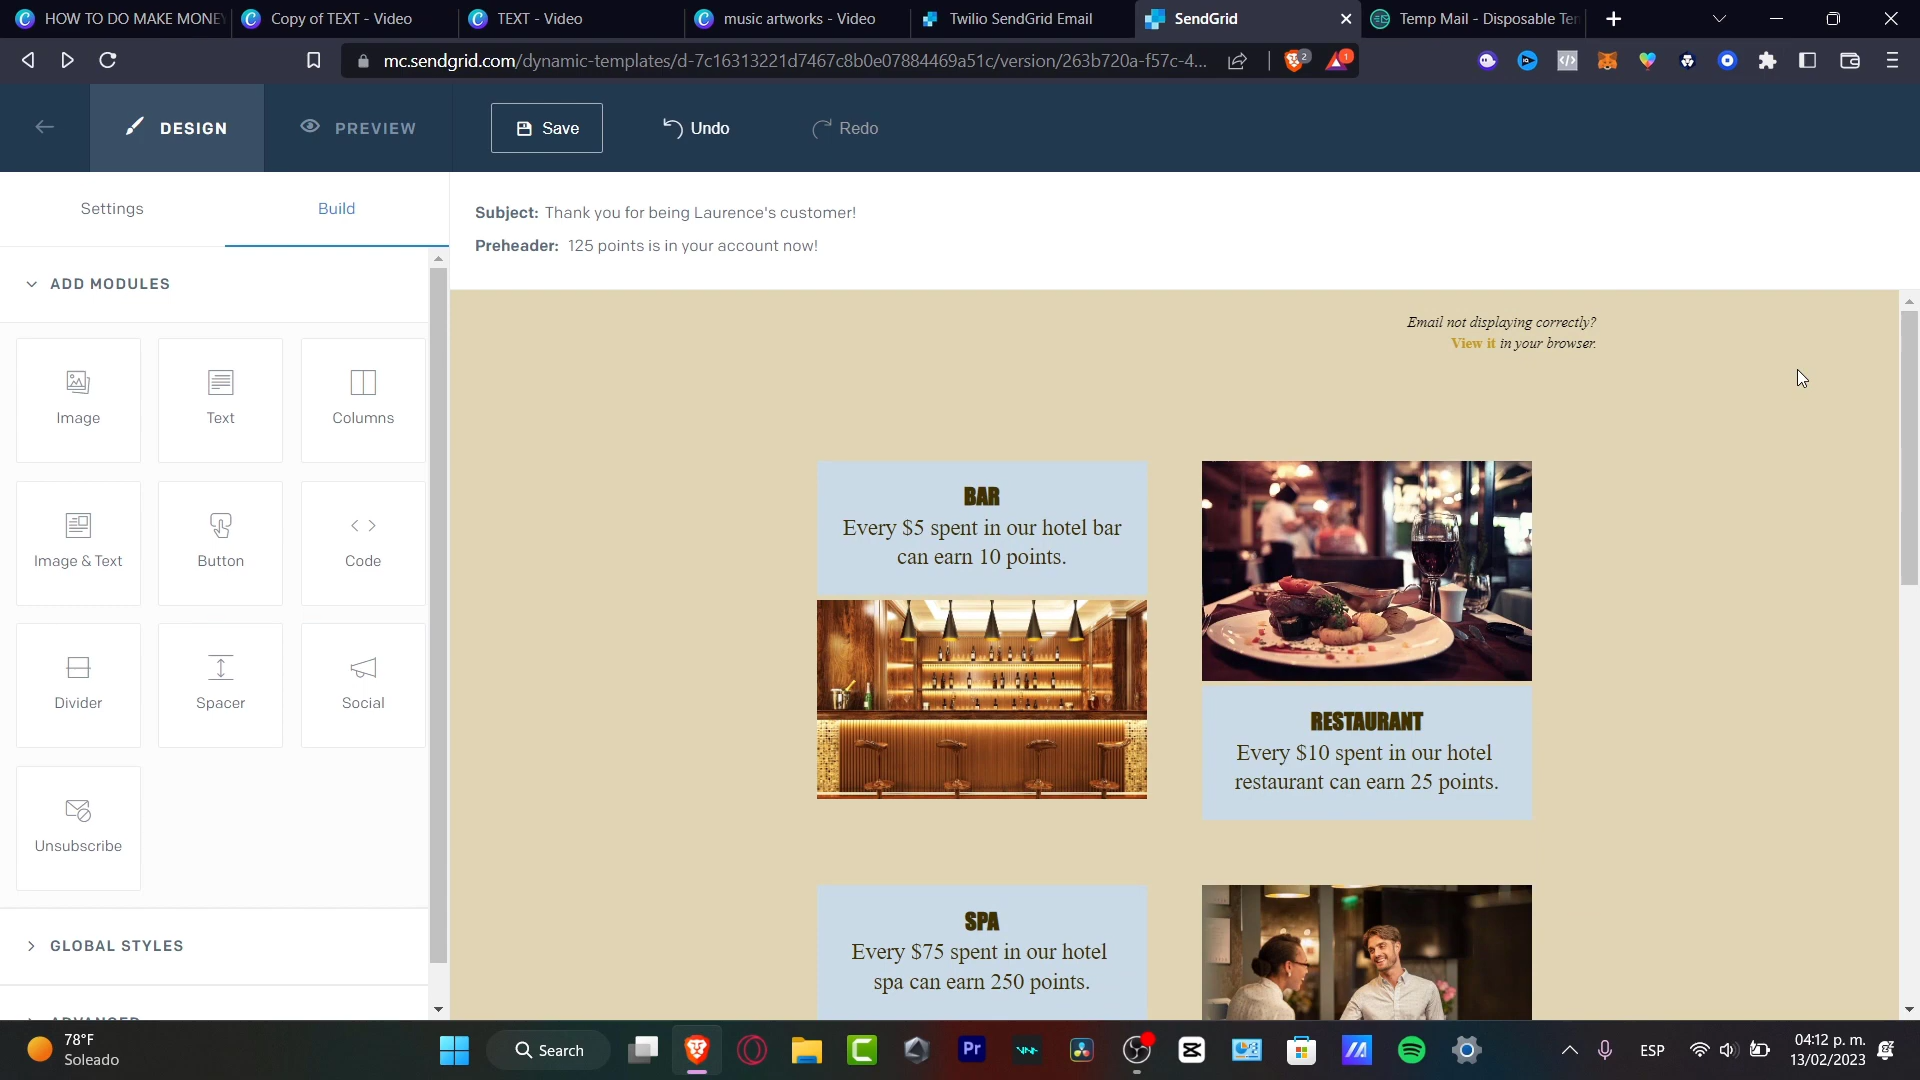 HOW TO DO MAKE MONEY
Copy of TEXT - Video
TEXT - Video
music artworks - Video
Twilio SendGrid Email
SendGrid
Temp Mail - Disposable Ten
mc.sendgrid.com/dynamic-templates/d-7c16313221d7467c8b0e07884469a51c/version/263b720a-f57c-4...
2
1
DESIGN
PREVIEW
Save
Undo
Redo
Settings
Build
Subject: Thank you for being Laurence's customer!
Preheader: 125 points is in your account now!
ADD MODULES
Image
Text
Columns
Image & Text
Button
Code
Divider
Spacer
Social
Unsubscribe
GLOBAL STYLES
ADVANCED
Email not displaying correctly?
View it in your browser.
BAR
Every $5 spent in our hotel bar
can earn 10 points.
RESTAURANT
Every $10 spent in our hotel
restaurant can earn 25 points.
SPA
Every $75 spent in our hotel
spa can earn 250 points.
78°F
Soleado
Search
Pr
ESP
04:12 p. m.
13/02/2023